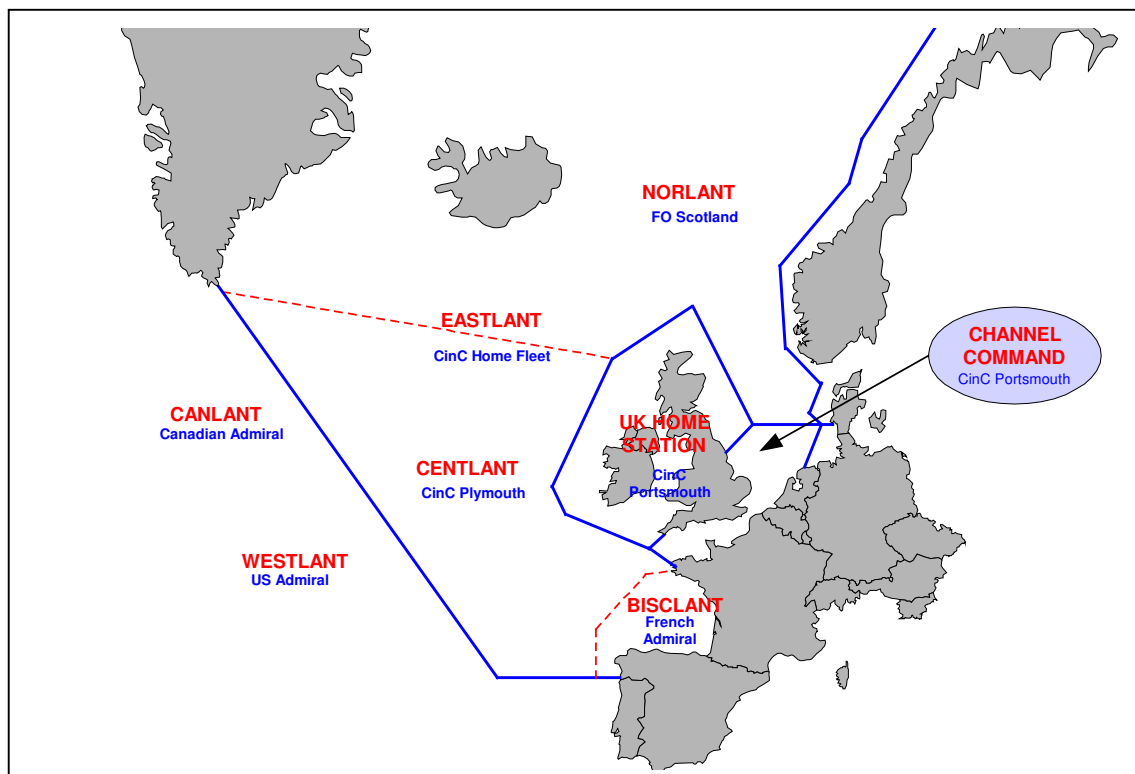 NORLANT
FO Scotland
EASTLANT
CinC Home Fleet
CHANNEL
COMMAND
CinC Portsmouth
CANLANT
Canadian Admiral
UK HOME
STATION
CENTLANT
CinC Plymouth
CinC
Portsmouth
WESTLANT
US Admiral
BISCLANT
French
Admiral